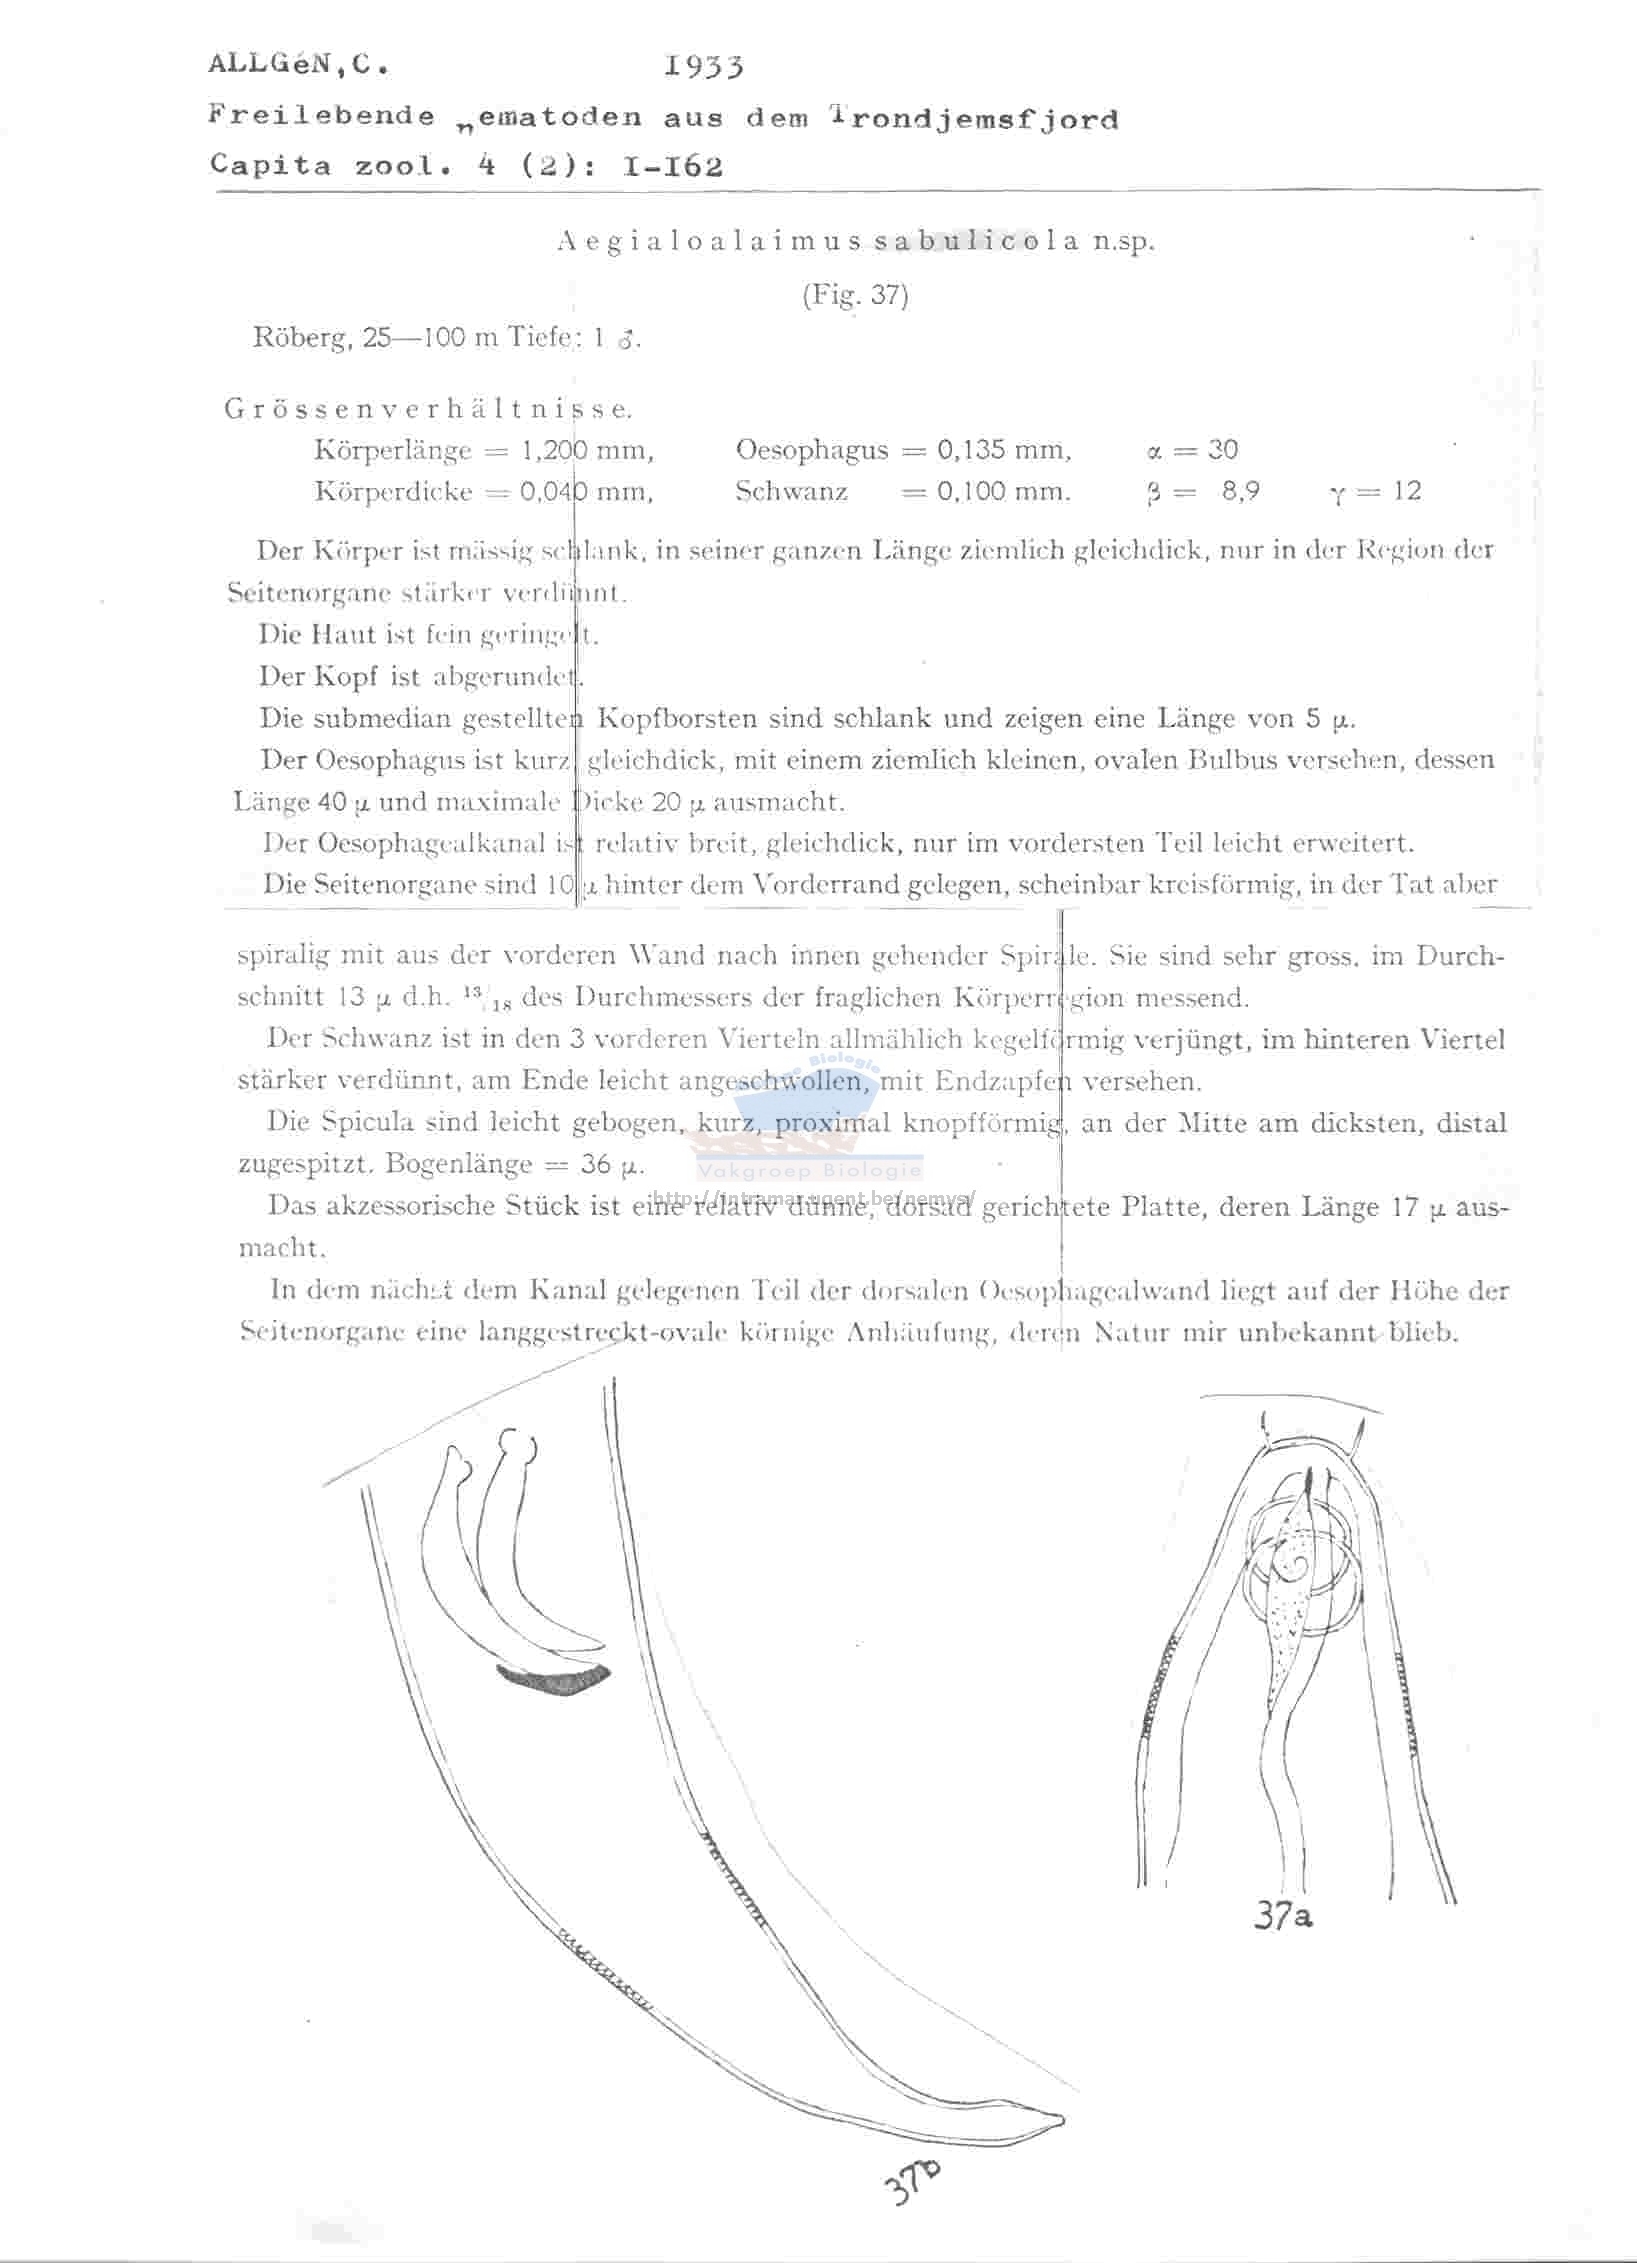 ALLGéN,C. 1933
Freilebende nematoden aus dem Trondjemsfjord
Capita zool. 4 (2): I-I62
Aegialoalaimus sabulicola n.sp.
(Fig. 37)
Röberg, 25—100 m Tiefe: 1 ♂.
Grössenverhältnisse.
Körperlänge = 1,200 mm, Oesophagus = 0,135 mm, α = 30
Körperdicke = 0,040 mm, Schwanz = 0,100 mm. β = 8,9 γ = 12
Der Körper ist mässig schlank, in seiner ganzen Länge ziemlich gleichdick, nur in der Region der
Seitenorgane stärker verdünnt.
Die Haut ist fein geringelt.
Der Kopf ist abgerundet.
Die submedian gestellten Kopfborsten sind schlank und zeigen eine Länge von 5 μ.
Der Oesophagus ist kurz, gleichdick, mit einem ziemlich kleinen, ovalen Bulbus versehen, dessen
Länge 40 μ und maximale Dicke 20 μ ausmacht.
Der Oesophagealkanal ist relativ breit, gleichdick, nur im vordersten Teil leicht erweitert.
Die Seitenorgane sind 10 μ hinter dem Vorderrand gelegen, scheinbar kreisförmig, in der Tat aber
spiralig mit aus der vorderen Wand nach innen gehender Spirale. Sie sind sehr gross, im Durch-
schnitt 13 μ d.h. 13/18 des Durchmessers der fraglichen Körperregion messend.
Der Schwanz ist in den 3 vorderen Vierteln allmählich kegelförmig verjüngt, im hinteren Viertel
stärker verdünnt, am Ende leicht angeschwollen, mit Endzapfen versehen.
Die Spicula sind leicht gebogen, kurz, proximal knopfförmig, an der Mitte am dicksten, distal
zugespitzt. Bogenlänge = 36 μ.
Biologie
Vakgroep Biologie
http://intramar.ugent.be/nemys/
Das akzessorische Stück ist eine relativ dünne, dorsad gerichtete Platte, deren Länge 17 μ aus-
macht.
In dem nächst dem Kanal gelegenen Teil der dorsalen Oesophagealwand liegt auf der Höhe der
Seitenorgane eine langgestreckt-ovale körnige Anhäufung, deren Natur mir unbekannt blieb.
37a
37b